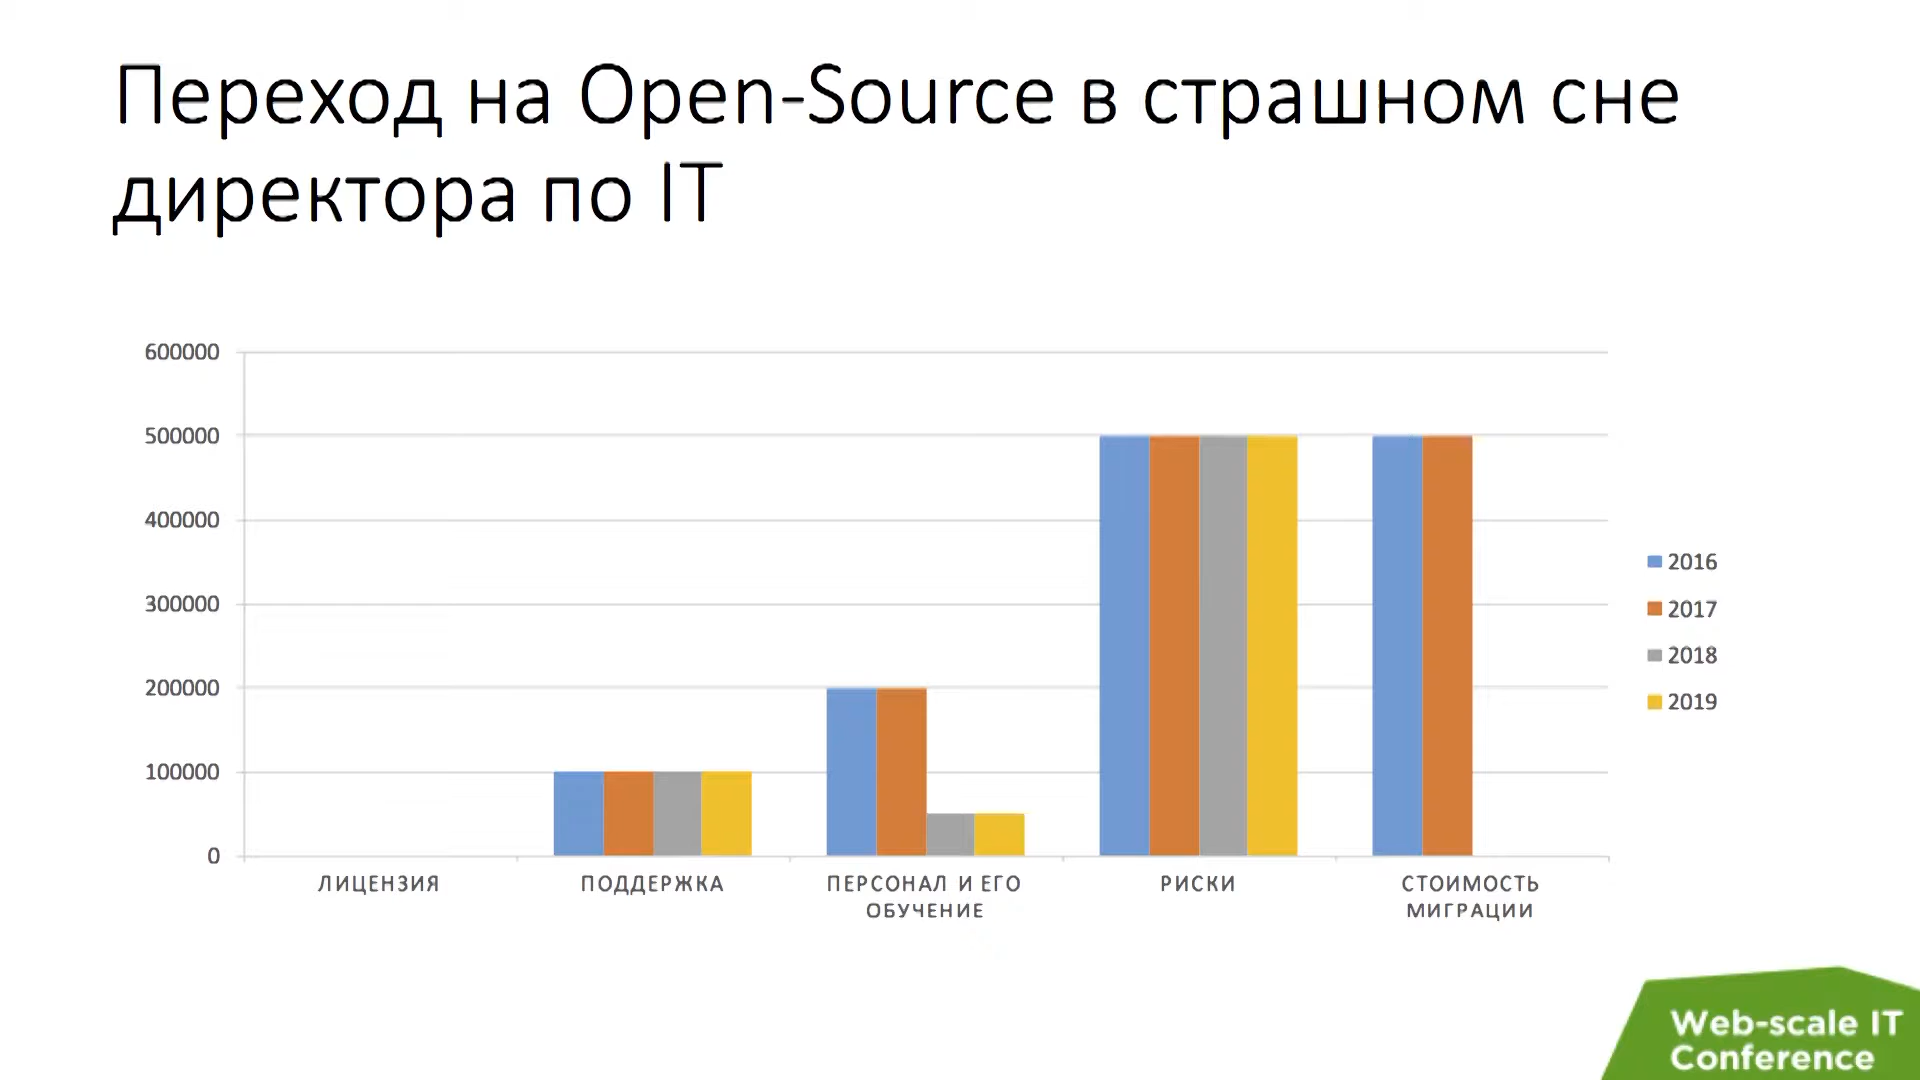 Переход на Open-Source в страшном сне
директора по IT
600000
500000
400000
300000
200000
100000
0
ЛИЦЕНЗИЯ
ПОДДЕРЖКА
ПЕРСОНАЛ И ЕГО
ОБУЧЕНИЕ
РИСКИ
СТОИМОСТЬ
МИГРАЦИИ
2016
2017
2018
2019
Web-scale IT
Conference